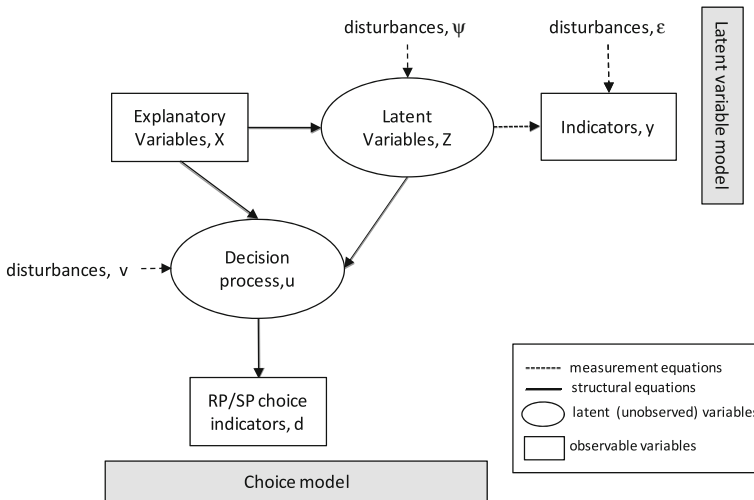 disturbances, ψ
disturbances, ε
Latent variable model
Explanatory
Variables, X
Latent
Variables, Z
Indicators, y
Decision
process,u
disturbances, v
RP/SP choice
indicators, d
measurement equations
structural equations
latent (unobserved) variables
observable variables
Choice model